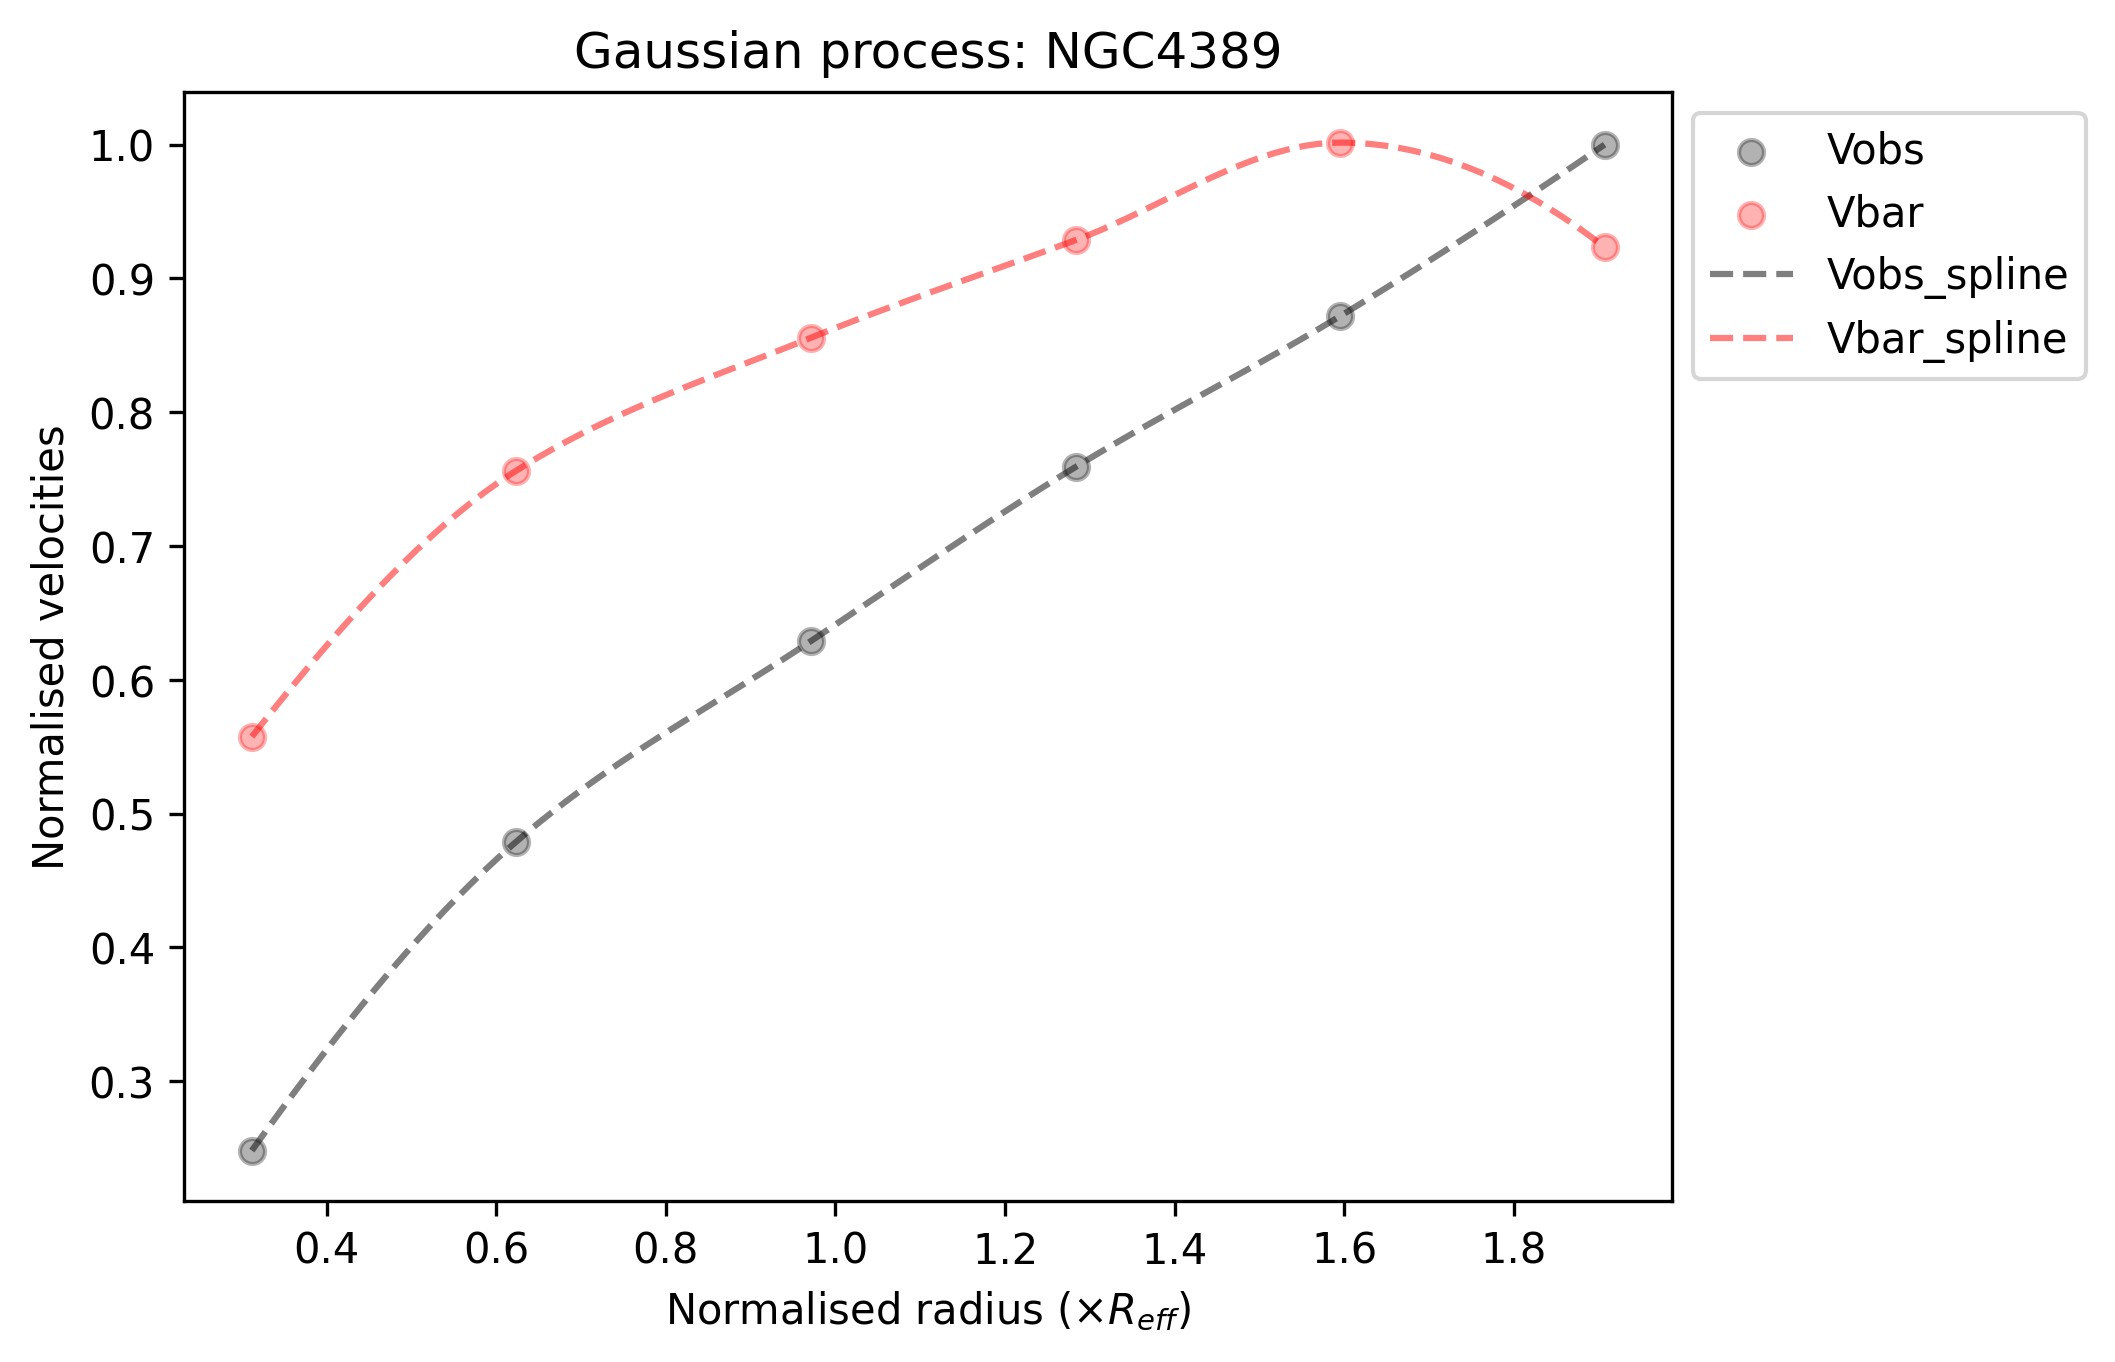 Gaussian process: NGC4389
Normalised velocities
1.0
0.9
0.8
0.7
0.6
0.5
0.4
0.3
0.4 0.6 0.8 1.0 1.2 1.4 1.6 1.8
Normalised radius (×R_eff)
Vobs
Vbar
Vobs_spline
Vbar_spline